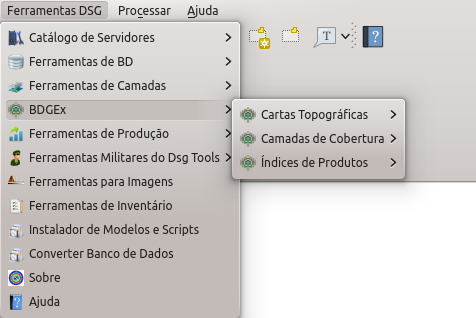 Ferramentas DSG Processar Ajuda
Catálogo de Servidores
Ferramentas de BD
Ferramentas de Camadas
BDGEx
Cartas Topográficas
Camadas de Cobertura
Índices de Produtos
Ferramentas de Produção
Ferramentas Militares do Dsg Tools
Ferramentas para Imagens
Ferramentas de Inventário
Instalador de Modelos e Scripts
Converter Banco de Dados
Sobre
Ajuda
T
?